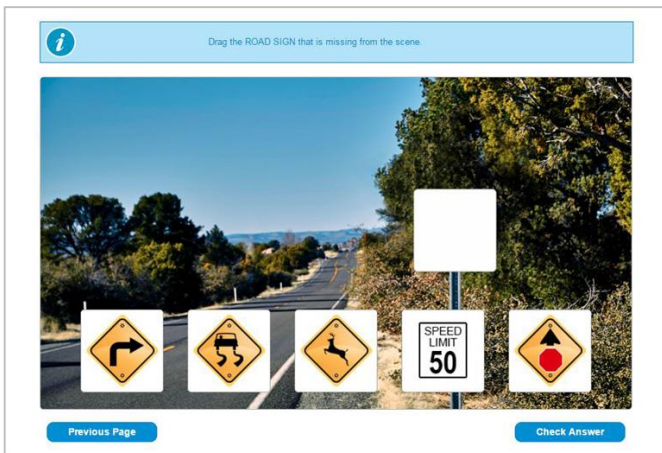 Drag the ROAD SIGN that is missing from the scene.
SPEED
LIMIT
50
Previous Page
Check Answer